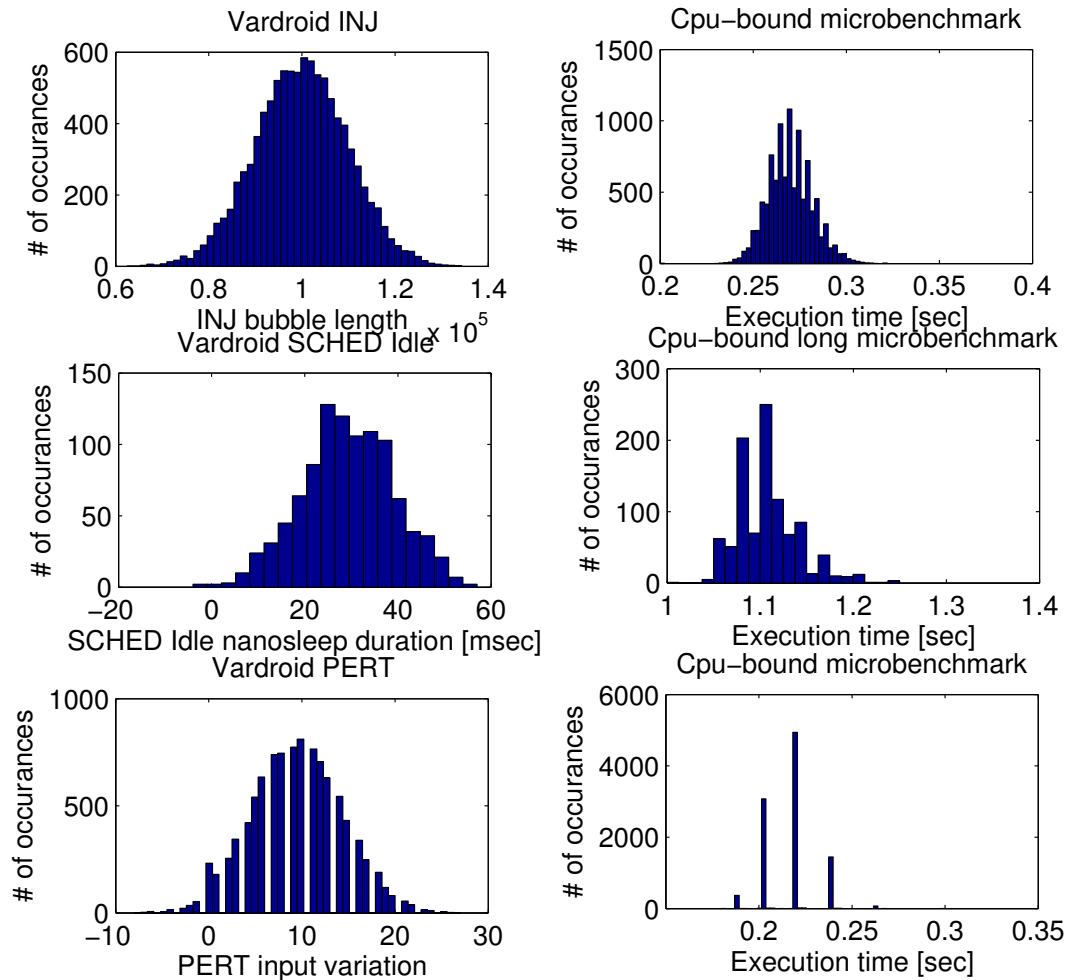 Vardroid INJ
600
400
200
0
# of occurances
0.6 0.8 1 1.2 1.4
INJ bubble length
x 10^5
Cpu−bound microbenchmark
1500
1000
500
0
# of occurances
0.2 0.25 0.3 0.35 0.4
Execution time [sec]
Vardroid SCHED Idle
150
100
50
0
# of occurances
−20 0 20 40 60
SCHED Idle nanosleep duration [msec]
Cpu−bound long microbenchmark
300
200
100
0
# of occurances
1 1.1 1.2 1.3 1.4
Execution time [sec]
Vardroid PERT
1000
500
0
# of occurances
−10 0 10 20 30
PERT input variation
Cpu−bound microbenchmark
6000
4000
2000
0
# of occurances
0.2 0.25 0.3 0.35
Execution time [sec]